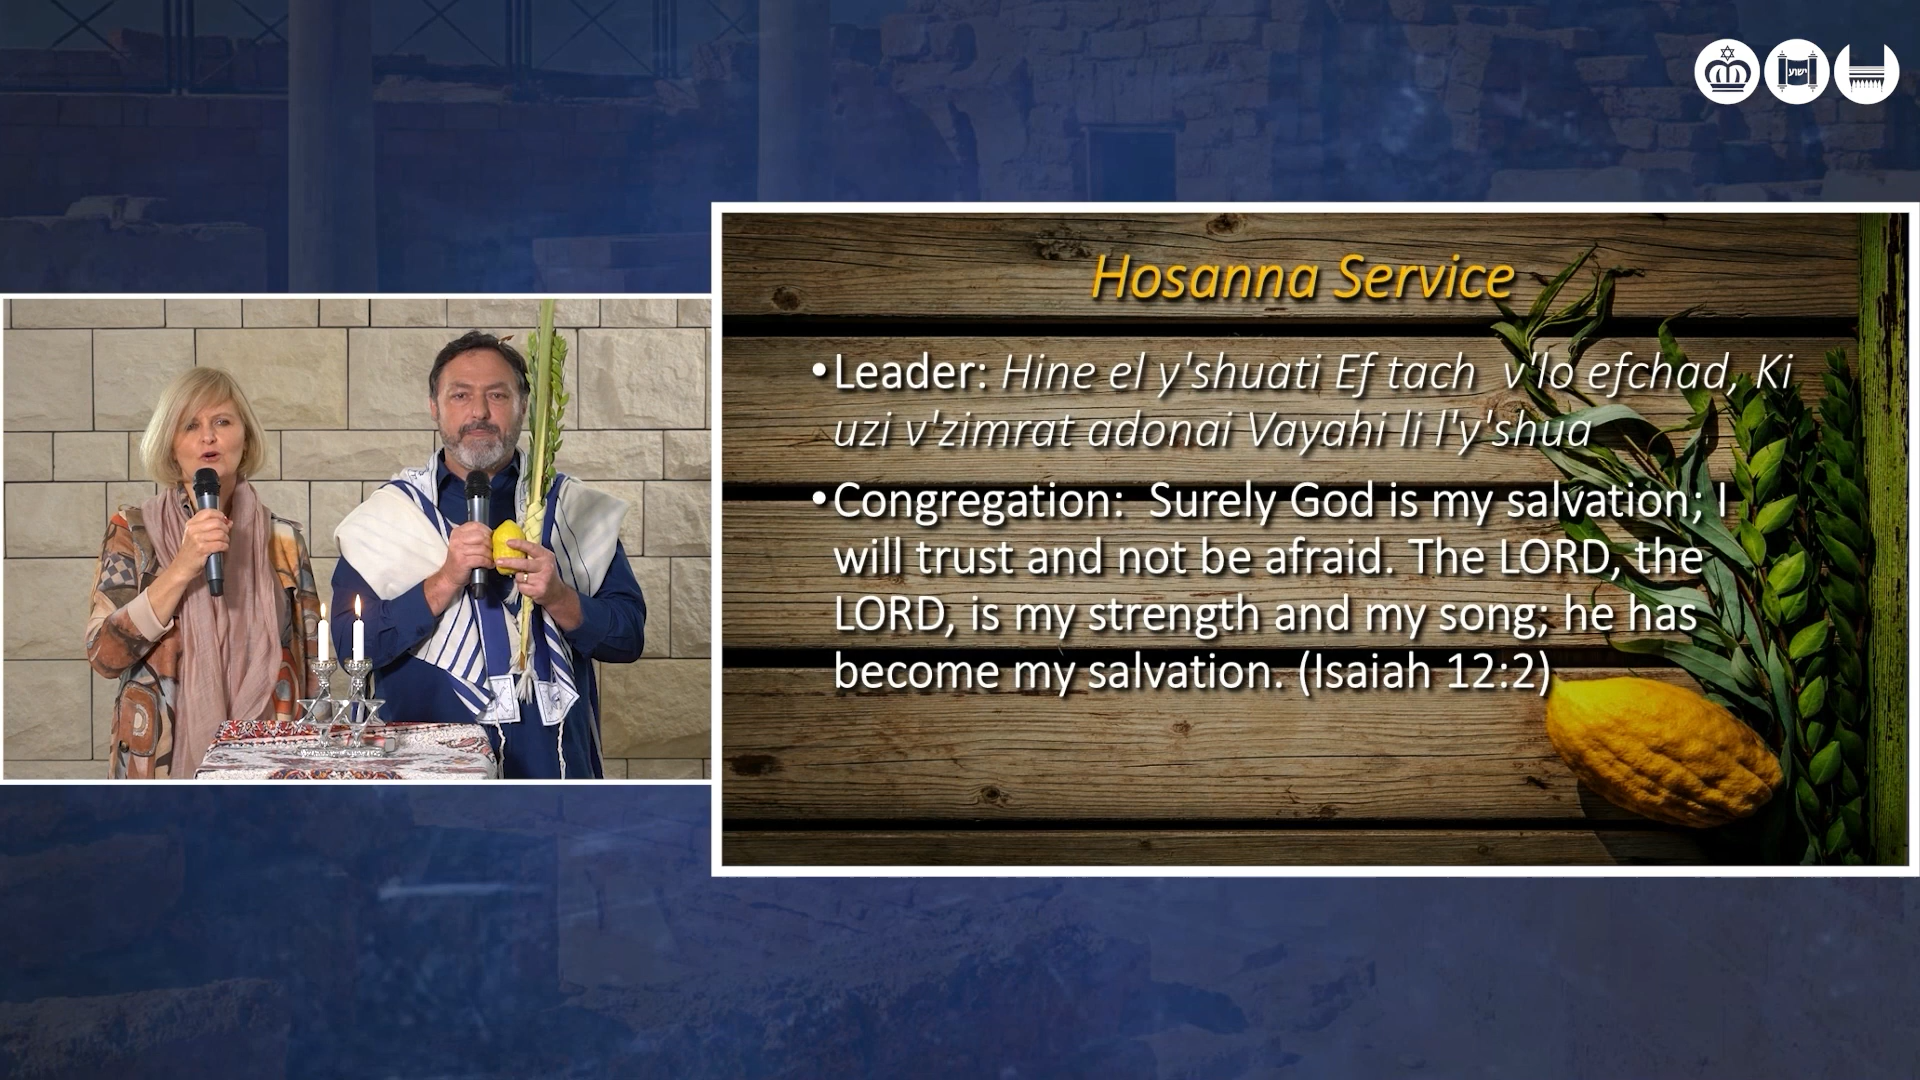 ישוע
Hosanna Service
•Leader: Hine el y'shuati Ef tach  v'lo efchad, Ki
uzi v'zimrat adonai Vayahi li l'y'shua
•Congregation:  Surely God is my salvation; I
will trust and not be afraid. The LORD, the
LORD, is my strength and my song; he has
become my salvation. (Isaiah 12:2)